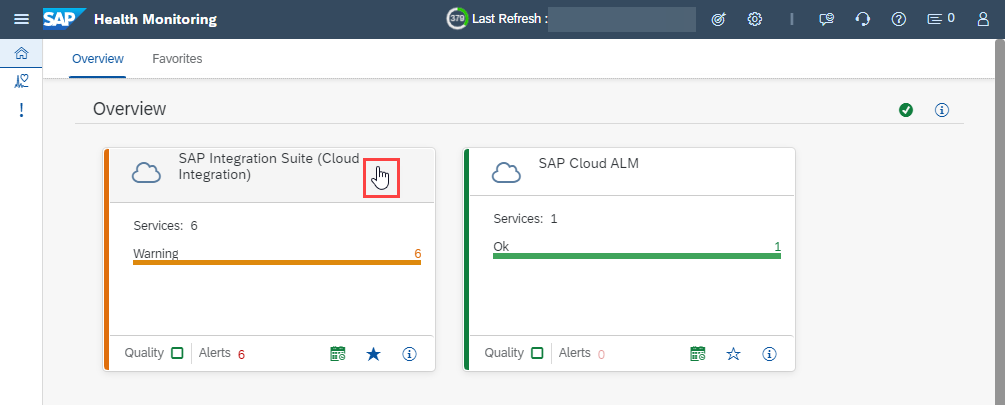 SAP Health Monitoring 379 Last Refresh : 0
Overview Favorites
Overview
SAP Integration Suite (Cloud
Integration)
Services: 6
Warning 6
Quality Alerts 6
SAP Cloud ALM
Services: 1
Ok 1
Quality Alerts 0